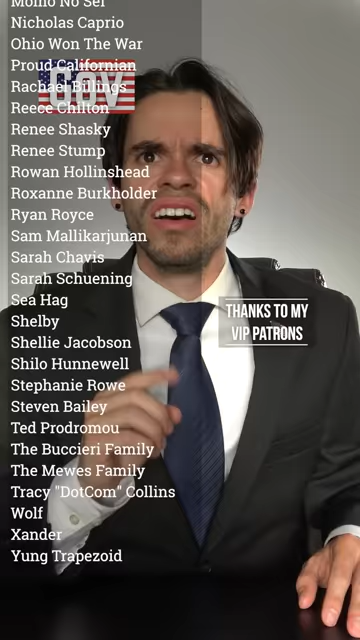 Momo No Sef
Nicholas Caprio
Ohio Won The War
Proud Californian
Gov
Rachael Billings
Reece Chilton
Renee Shasky
Renee Stump
Rowan Hollinshead
Roxanne Burkholder
Ryan Royce
Sam Mallikarjunan
Sarah Chavis
Sarah Schuening
Sea Hag
Shelby
Shellie Jacobson
Shilo Hunnewell
Stephanie Rowe
Steven Bailey
Ted Prodromou
The Buccieri Family
The Mewes Family
Tracy "DotCom" Collins
Wolf
Xander
Yung Trapezoid
THANKS TO MY
VIP PATRONS